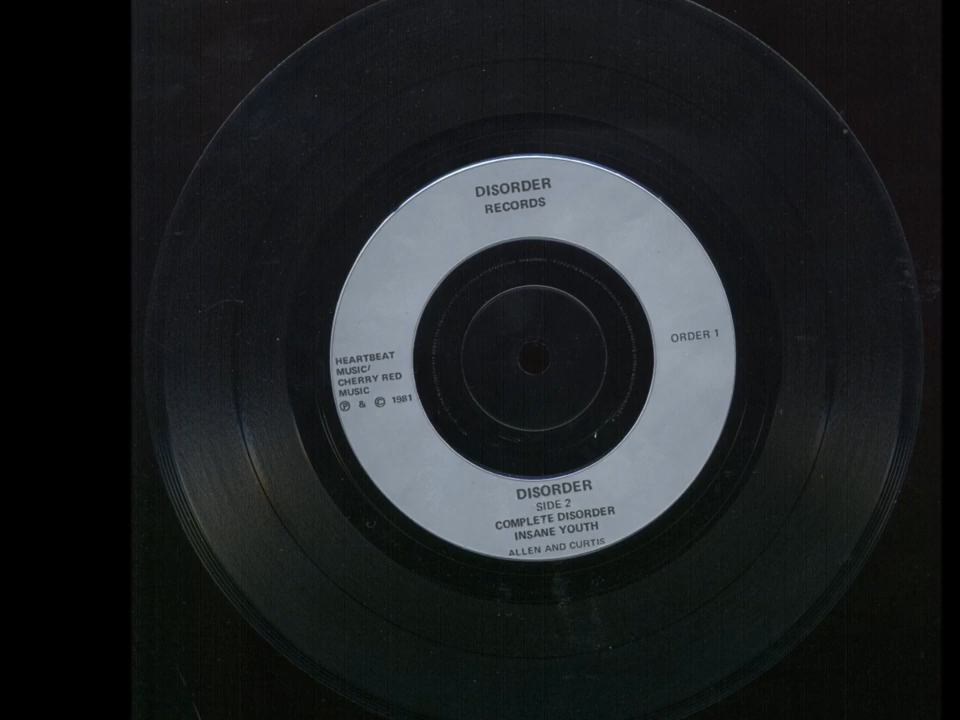 DISORDER
RECORDS
ORDER 1
HEARTBEAT
MUSIC/
CHERRY RED
MUSIC
Ⓟ & © 1981
DISORDER
SIDE 2
COMPLETE DISORDER
INSANE YOUTH
ALLEN AND CURTIS